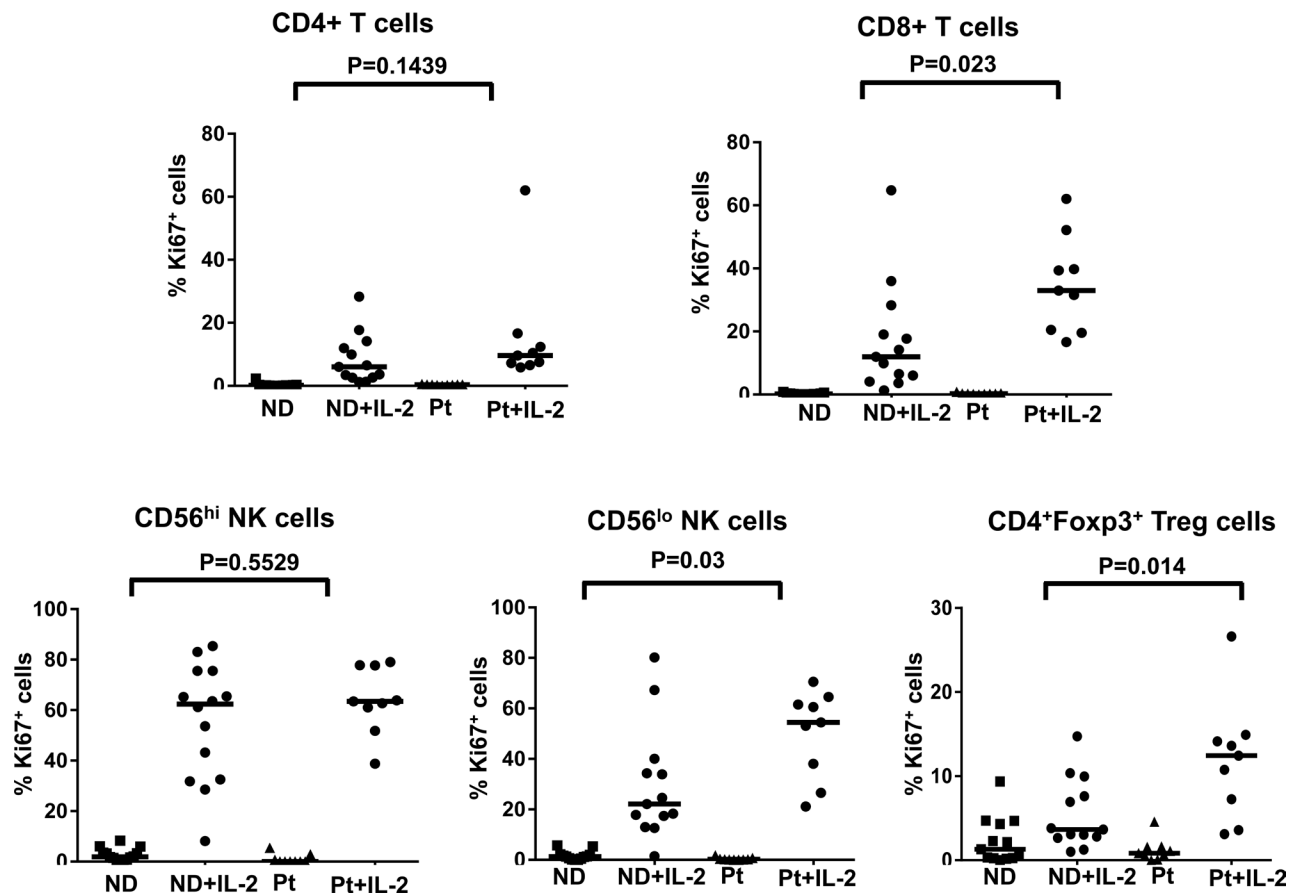 CD4+ T cells
P=0.1439
% Ki67⁺ cells
80
60
40
20
0
ND ND+IL-2 Pt Pt+IL-2
CD8+ T cells
P=0.023
% Ki67⁺ cells
80
60
40
20
0
ND ND+IL-2 Pt Pt+IL-2
CD56ʰⁱ NK cells
P=0.5529
% Ki67⁺ cells
100
80
60
40
20
0
ND ND+IL-2 Pt Pt+IL-2
CD56ˡᵒ NK cells
P=0.03
% Ki67⁺ cells
100
80
60
40
20
0
ND ND+IL-2 Pt Pt+IL-2
CD4⁺Foxp3⁺ Treg cells
P=0.014
% Ki67⁺ cells
30
20
10
0
ND ND+IL-2 Pt Pt+IL-2